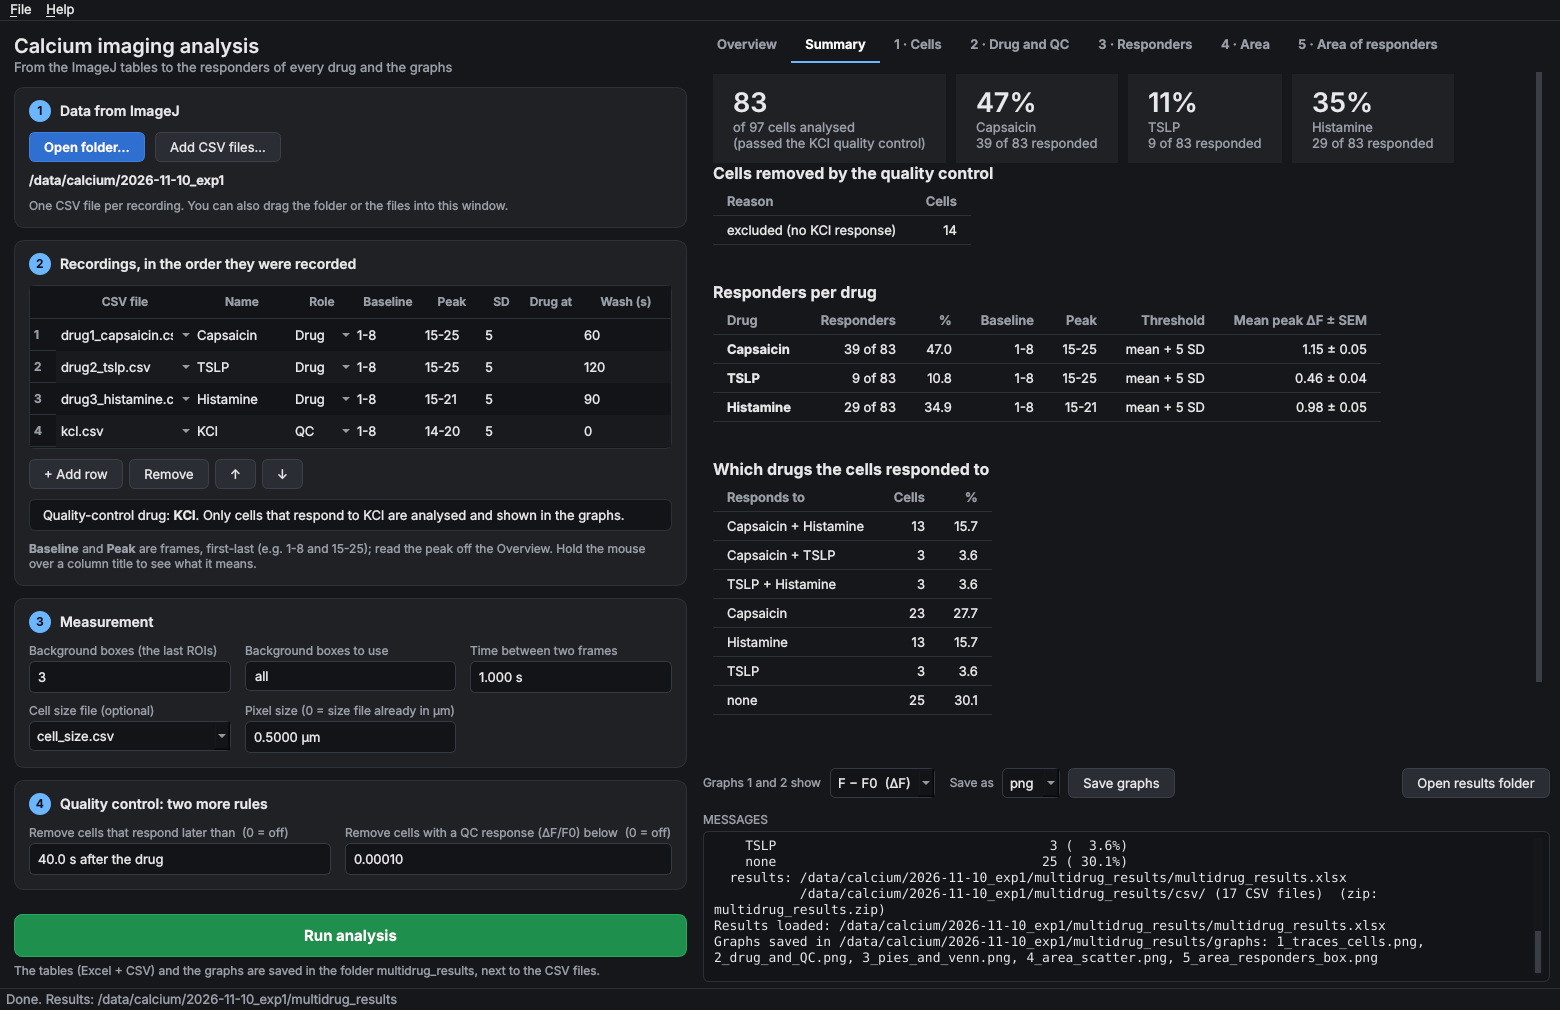 File Help
Calcium imaging analysis
From the ImageJ tables to the responders of every drug and the graphs
1 Data from ImageJ
Open folder... Add CSV files...
/data/calcium/2026-11-10_exp1
One CSV file per recording. You can also drag the folder or the files into this window.
2 Recordings, in the order they were recorded
CSV file Name Role Baseline Peak SD Drug at Wash (s)
1 drug1_capsaicin.cs Capsaicin Drug 1-8 15-25 5 60
2 drug2_tslp.csv TSLP Drug 1-8 15-25 5 120
3 drug3_histamine.c Histamine Drug 1-8 15-21 5 90
4 kcl.csv KCl QC 1-8 14-20 5 0
+ Add row Remove ↑ ↓
Quality-control drug: KCl. Only cells that respond to KCl are analysed and shown in the graphs.
Baseline and Peak are frames, first-last (e.g. 1-8 and 15-25); read the peak off the Overview. Hold the mouse
over a column title to see what it means.
3 Measurement
Background boxes (the last ROIs) Background boxes to use Time between two frames
3 all 1.000 s
Cell size file (optional) Pixel size (0 = size file already in µm)
cell_size.csv 0.5000 µm
4 Quality control: two more rules
Remove cells that respond later than (0 = off) Remove cells with a QC response (ΔF/F0) below (0 = off)
40.0 s after the drug 0.00010
Run analysis
The tables (Excel + CSV) and the graphs are saved in the folder multidrug_results, next to the CSV files.
Done. Results: /data/calcium/2026-11-10_exp1/multidrug_results
Overview Summary 1 · Cells 2 · Drug and QC 3 · Responders 4 · Area 5 · Area of responders
83 47% 11% 35%
of 97 cells analysed Capsaicin TSLP Histamine
(passed the KCl quality control) 39 of 83 responded 9 of 83 responded 29 of 83 responded
Cells removed by the quality control
Reason Cells
excluded (no KCl response) 14
Responders per drug
Drug Responders % Baseline Peak Threshold Mean peak ΔF ± SEM
Capsaicin 39 of 83 47.0 1-8 15-25 mean + 5 SD 1.15 ± 0.05
TSLP 9 of 83 10.8 1-8 15-25 mean + 5 SD 0.46 ± 0.04
Histamine 29 of 83 34.9 1-8 15-21 mean + 5 SD 0.98 ± 0.05
Which drugs the cells responded to
Responds to Cells %
Capsaicin + Histamine 13 15.7
Capsaicin + TSLP 3 3.6
TSLP + Histamine 3 3.6
Capsaicin 23 27.7
Histamine 13 15.7
TSLP 3 3.6
none 25 30.1
Graphs 1 and 2 show F − F0 (ΔF) Save as png Save graphs Open results folder
MESSAGES
TSLP 3 ( 3.6%)
none 25 ( 30.1%)
results: /data/calcium/2026-11-10_exp1/multidrug_results/multidrug_results.xlsx
/data/calcium/2026-11-10_exp1/multidrug_results/csv/ (17 CSV files) (zip:
multidrug_results.zip)
Results loaded: /data/calcium/2026-11-10_exp1/multidrug_results/multidrug_results.xlsx
Graphs saved in /data/calcium/2026-11-10_exp1/multidrug_results/graphs: 1_traces_cells.png,
2_drug_and_QC.png, 3_pies_and_venn.png, 4_area_scatter.png, 5_area_responders_box.png